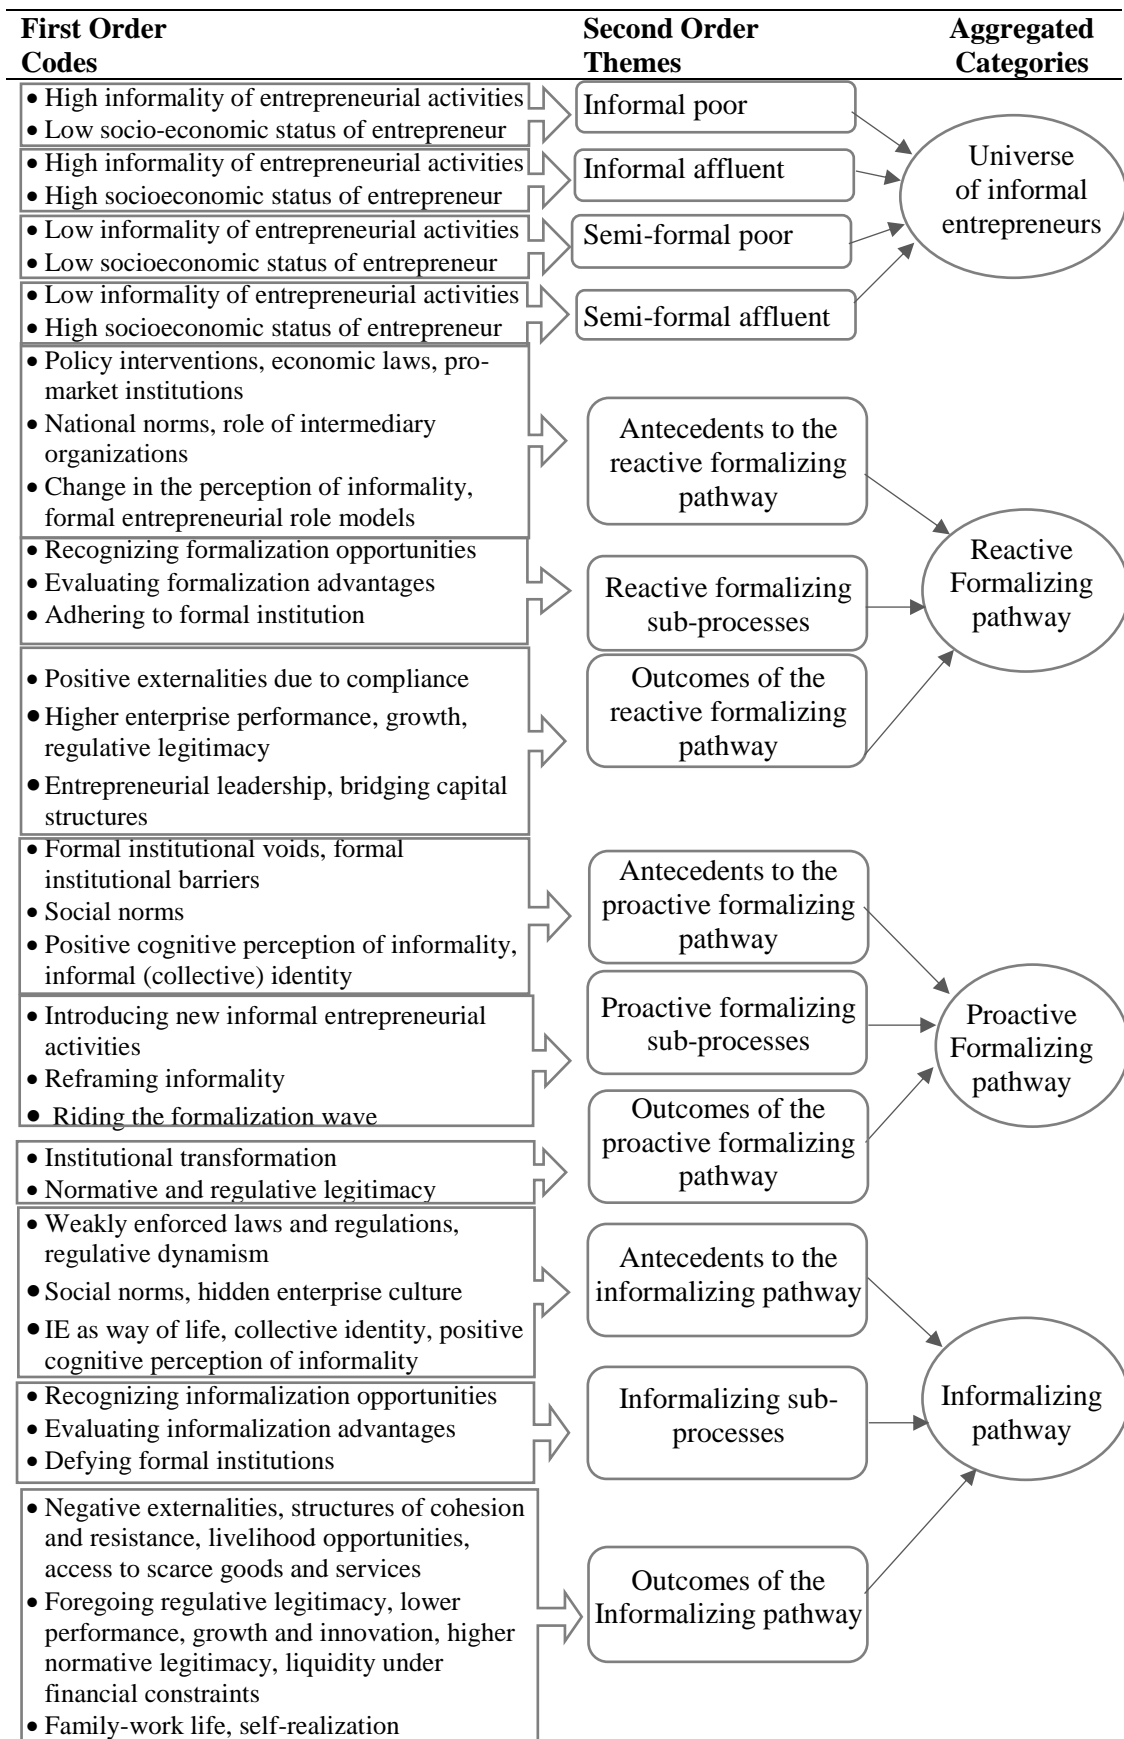 First Order
Codes
Second Order
Themes
Aggregated
Categories
• High informality of entrepreneurial activities
• Low socio-economic status of entrepreneur
Informal poor
• High informality of entrepreneurial activities
• High socioeconomic status of entrepreneur
Informal affluent
• Low informality of entrepreneurial activities
• Low socioeconomic status of entrepreneur
Semi-formal poor
• Low informality of entrepreneurial activities
• High socioeconomic status of entrepreneur
Semi-formal affluent
Universe
of informal
entrepreneurs
• Policy interventions, economic laws, pro-
market institutions
• National norms, role of intermediary
organizations
• Change in the perception of informality,
formal entrepreneurial role models
Antecedents to the
reactive formalizing
pathway
• Recognizing formalization opportunities
• Evaluating formalization advantages
• Adhering to formal institution
Reactive formalizing
sub-processes
• Positive externalities due to compliance
• Higher enterprise performance, growth,
regulative legitimacy
• Entrepreneurial leadership, bridging capital
structures
Outcomes of the
reactive formalizing
pathway
Reactive
Formalizing
pathway
• Formal institutional voids, formal
institutional barriers
• Social norms
• Positive cognitive perception of informality,
informal (collective) identity
Antecedents to the
proactive formalizing
pathway
• Introducing new informal entrepreneurial
activities
• Reframing informality
• Riding the formalization wave
Proactive formalizing
sub-processes
• Institutional transformation
• Normative and regulative legitimacy
Outcomes of the
proactive formalizing
pathway
Proactive
Formalizing
pathway
• Weakly enforced laws and regulations,
regulative dynamism
• Social norms, hidden enterprise culture
• IE as way of life, collective identity, positive
cognitive perception of informality
Antecedents to the
informalizing pathway
• Recognizing informalization opportunities
• Evaluating informalization advantages
• Defying formal institutions
Informalizing sub-
processes
• Negative externalities, structures of cohesion
and resistance, livelihood opportunities,
access to scarce goods and services
• Foregoing regulative legitimacy, lower
performance, growth and innovation, higher
normative legitimacy, liquidity under
financial constraints
• Family-work life, self-realization
Outcomes of the
Informalizing pathway
Informalizing
pathway